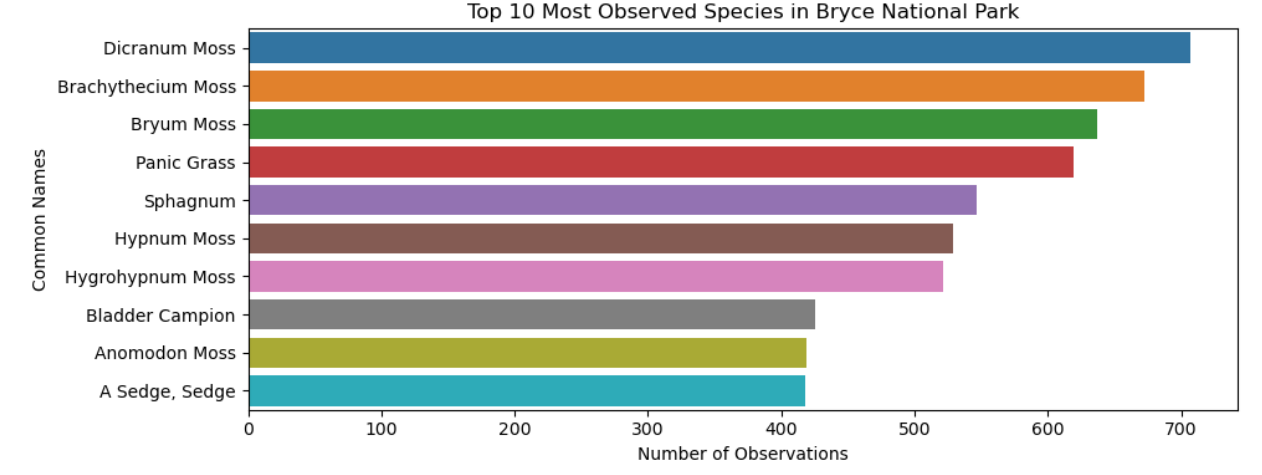 Top 10 Most Observed Species in Bryce National Park
Common Names
Dicranum Moss
Brachythecium Moss
Bryum Moss
Panic Grass
Sphagnum
Hypnum Moss
Hygrohypnum Moss
Bladder Campion
Anomodon Moss
A Sedge, Sedge
0 100 200 300 400 500 600 700
Number of Observations